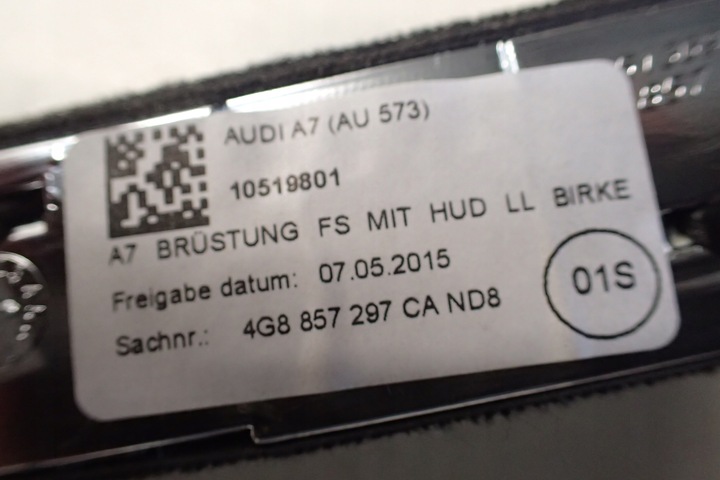 AUDI A7 (AU 573)
10519801
A7 BRÜSTUNG FS MIT HUD LL BIRKE
Freigabe datum: 07.05.2015
Sachnr.: 4G8 857 297 CA ND8
01S